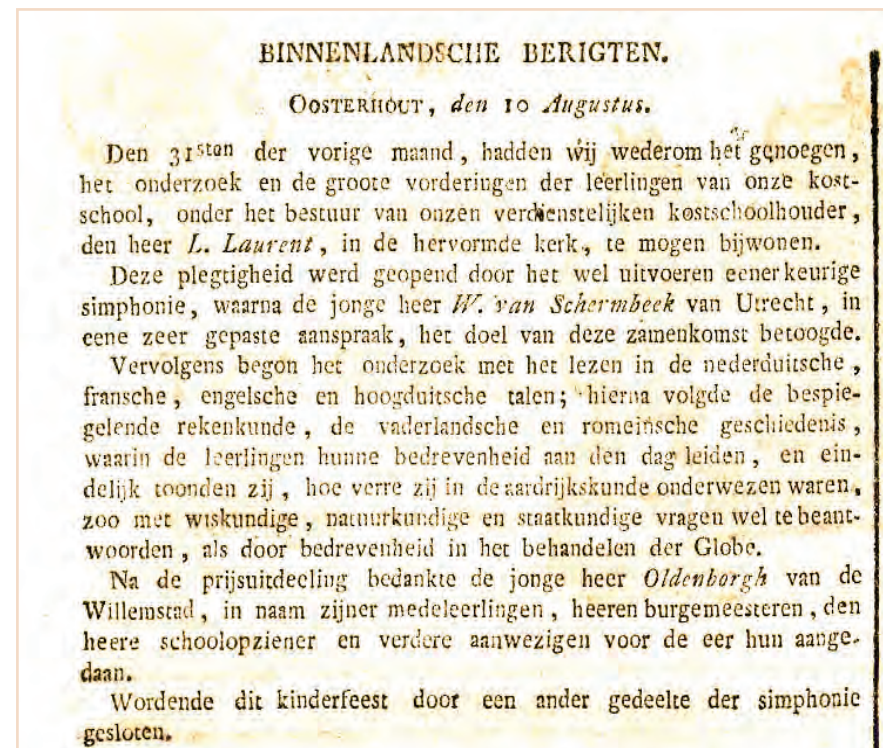 BINNENLANDSCHE BERIGTEN.
OOSTERHOUT, den 10 Augustus.
Den 31sten der vorige maand, hadden wij wederom het genoegen,
het onderzoek en de groote vorderingen der leerlingen van onze kost-
school, onder het bestuur van onzen verdienstelijken kostschoolhouder,
den heer L. Laurent, in de hervormde kerk, te mogen bijwonen.
Deze plegtigheid werd geopend door het wel uitvoeren eener keurige
simphonie, waarna de jonge heer W. van Schermbeek van Utrecht, in
eene zeer gepaste aanspraak, het doel van deze zamenkomst betoogde.
Vervolgens begon het onderzoek met het lezen in de nederduitsche,
fransche, engelsche en hoogduitsche talen; hierna volgde de bespie-
gelende rekenkunde, de vaderlandsche en romeinsche geschiedenis,
waarin de leerlingen hunne bedrevenheid aan den dag leiden, en ein-
delijk toonden zij, hoe verre zij in de aardrijkskunde onderwezen waren,
zoo met wiskundige, natuurkundige en staatkundige vragen wel te beant-
woorden, als door bedrevenheid in het behandelen der Globe.
Na de prijsuitdeeling bedankte de jonge heer Oldenborgh van de
Willemstad, in naam zijner medeleerlingen, heeren burgemeesteren, den
heere schoolopziener en verdere aanwezigen voor de eer hun aange-
daan.
Wordende dit kinderfeest door een ander gedeelte der simphonie
gesloten.